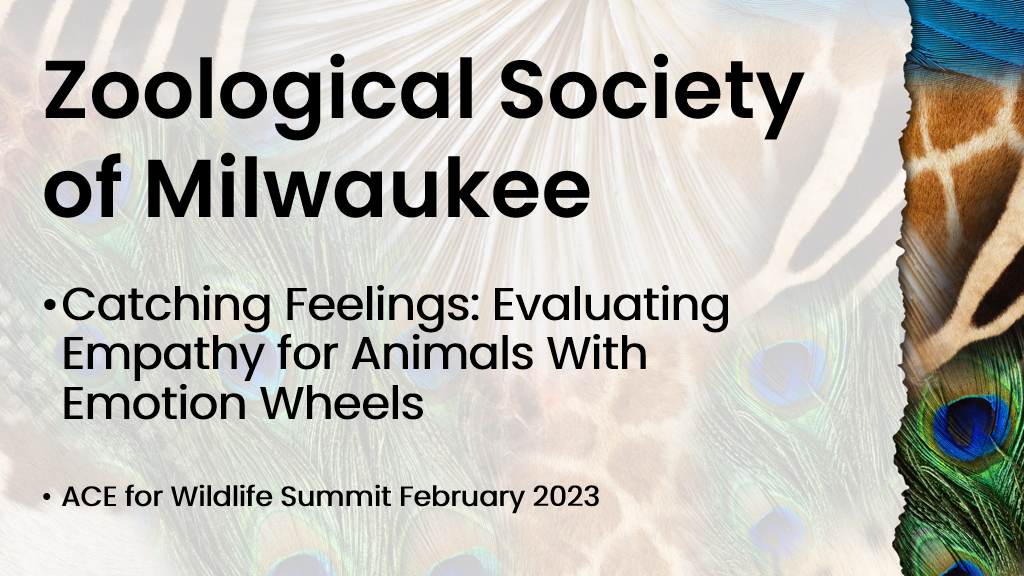 Zoological Society
of Milwaukee
•Catching Feelings: Evaluating
Empathy for Animals With
Emotion Wheels
• ACE for Wildlife Summit February 2023